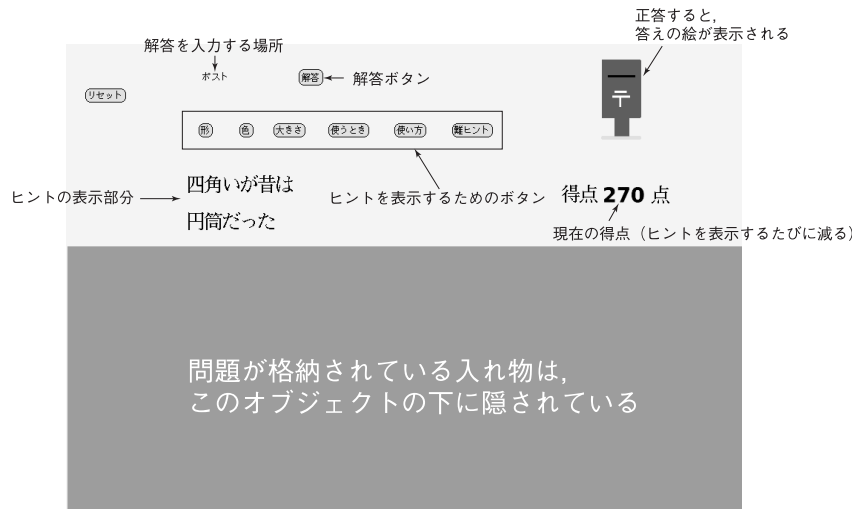 正答すると,
答えの絵が表示される
解答を入力する場所
ポスト
解答
解答ボタン
リセット
〒
形
色
大きさ
使うとき
使い方
難ヒント
ヒントの表示部分
四角いが昔は
円筒だった
ヒントを表示するためのボタン
得点 270 点
現在の得点（ヒントを表示するたびに減る）
問題が格納されている入れ物は,
このオブジェクトの下に隠されている